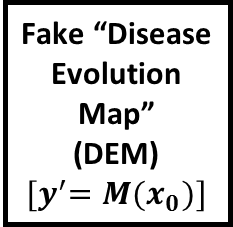 Fake “Disease
Evolution
Map”
(DEM)
[y′= M(x₀)]